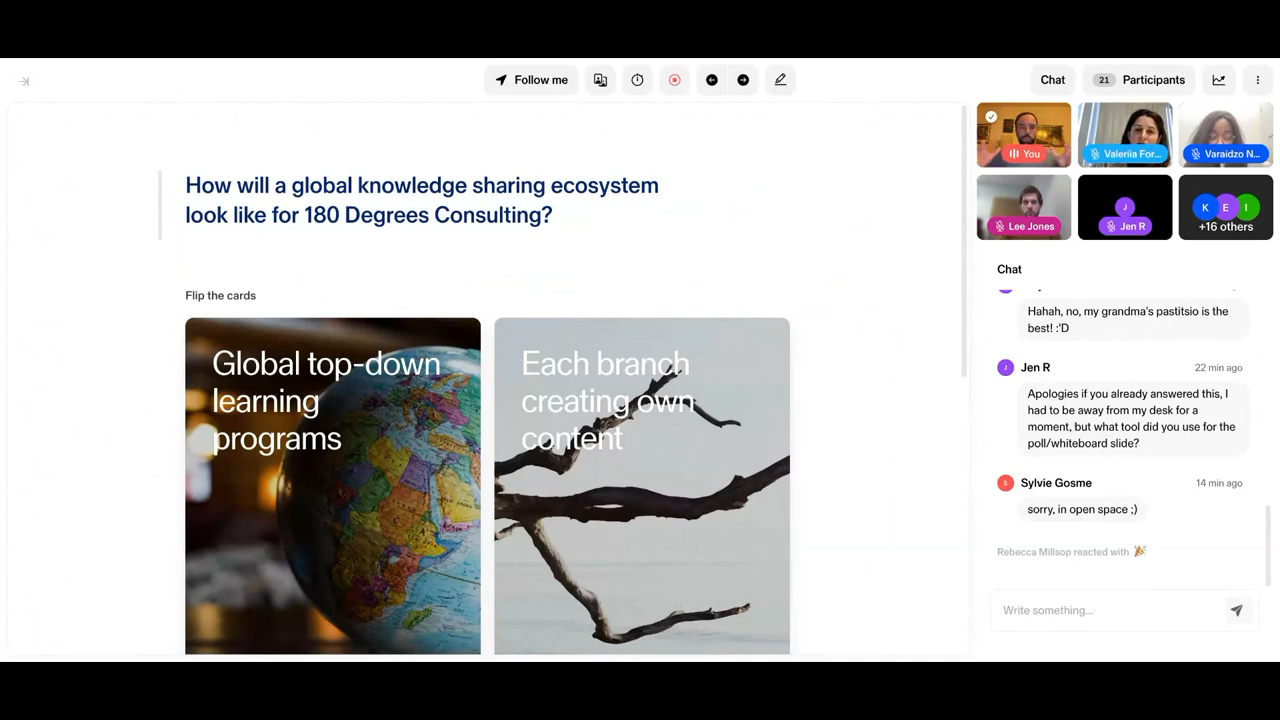 Follow me
Chat
21 Participants
How will a global knowledge sharing ecosystem
look like for 180 Degrees Consulting?
Flip the cards
Global top-down
learning
programs
Each branch
creating own
content
You
Valeriia For...
Varaidzo N...
Lee Jones
J
Jen R
K E I
+16 others
Chat
Hahah, no, my grandma's pastitsio is the
best! :'D
J Jen R 22 min ago
Apologies if you already answered this, I
had to be away from my desk for a
moment, but what tool did you use for the
poll/whiteboard slide?
S Sylvie Gosme 14 min ago
sorry, in open space ;)
Rebecca Millsop reacted with 🎉
Write something...